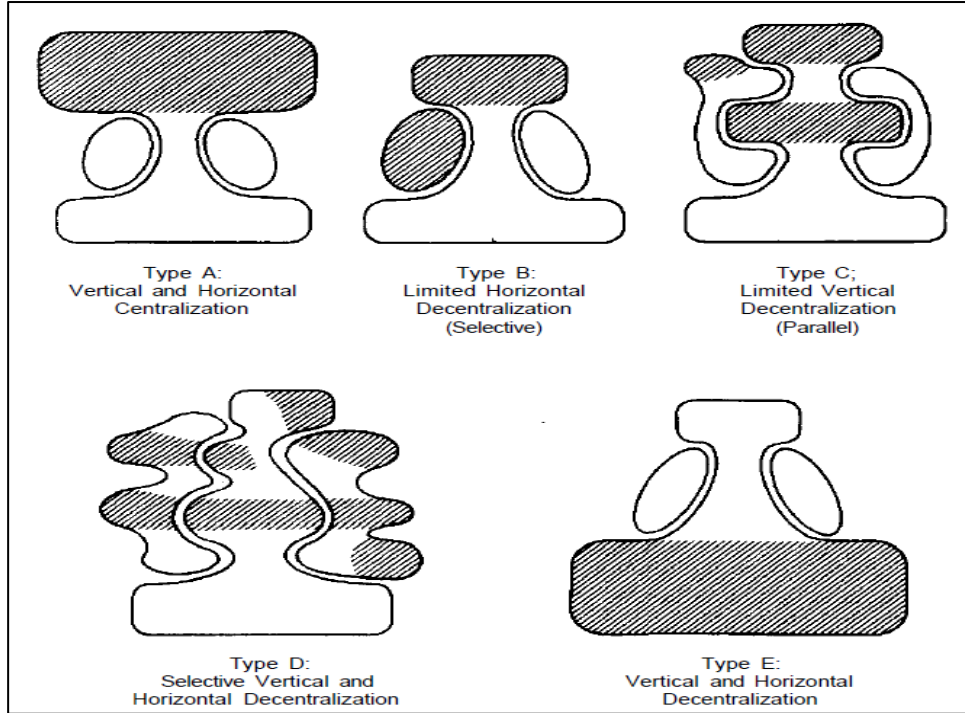 Type A:
Vertical and Horizontal
Centralization
Type B:
Limited Horizontal
Decentralization
(Selective)
Type C;
Limited Vertical
Decentralization
(Parallel)
Type D:
Selective Vertical and
Horizontal Decentralization
Type E:
Vertical and Horizontal
Decentralization